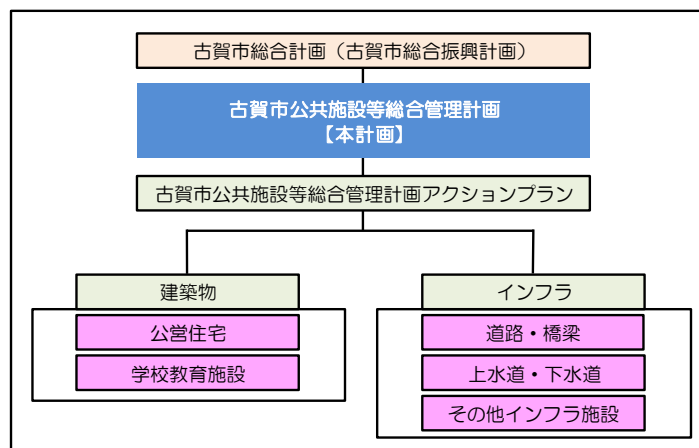 古賀市総合計画（古賀市総合振興計画）
古賀市公共施設等総合管理計画
【本計画】
古賀市公共施設等総合管理計画アクションプラン
建築物
公営住宅
学校教育施設
インフラ
道路・橋梁
上水道・下水道
その他インフラ施設